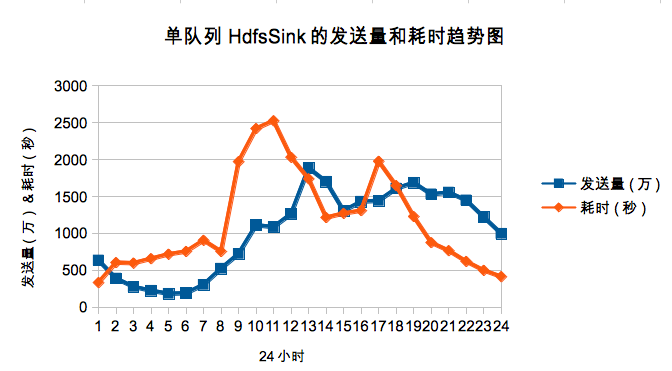 单队列 HdfsSink 的发送量和耗时趋势图
3000
2500
2000
1500
1000
500
0
发送量 ( 万 ) & 耗时 ( 秒 )
1 2 3 4 5 6 7 8 9 10 11 12 13 14 15 16 17 18 19 20 21 22 23 24
24 小时
发送量 ( 万 )
耗时 ( 秒 )